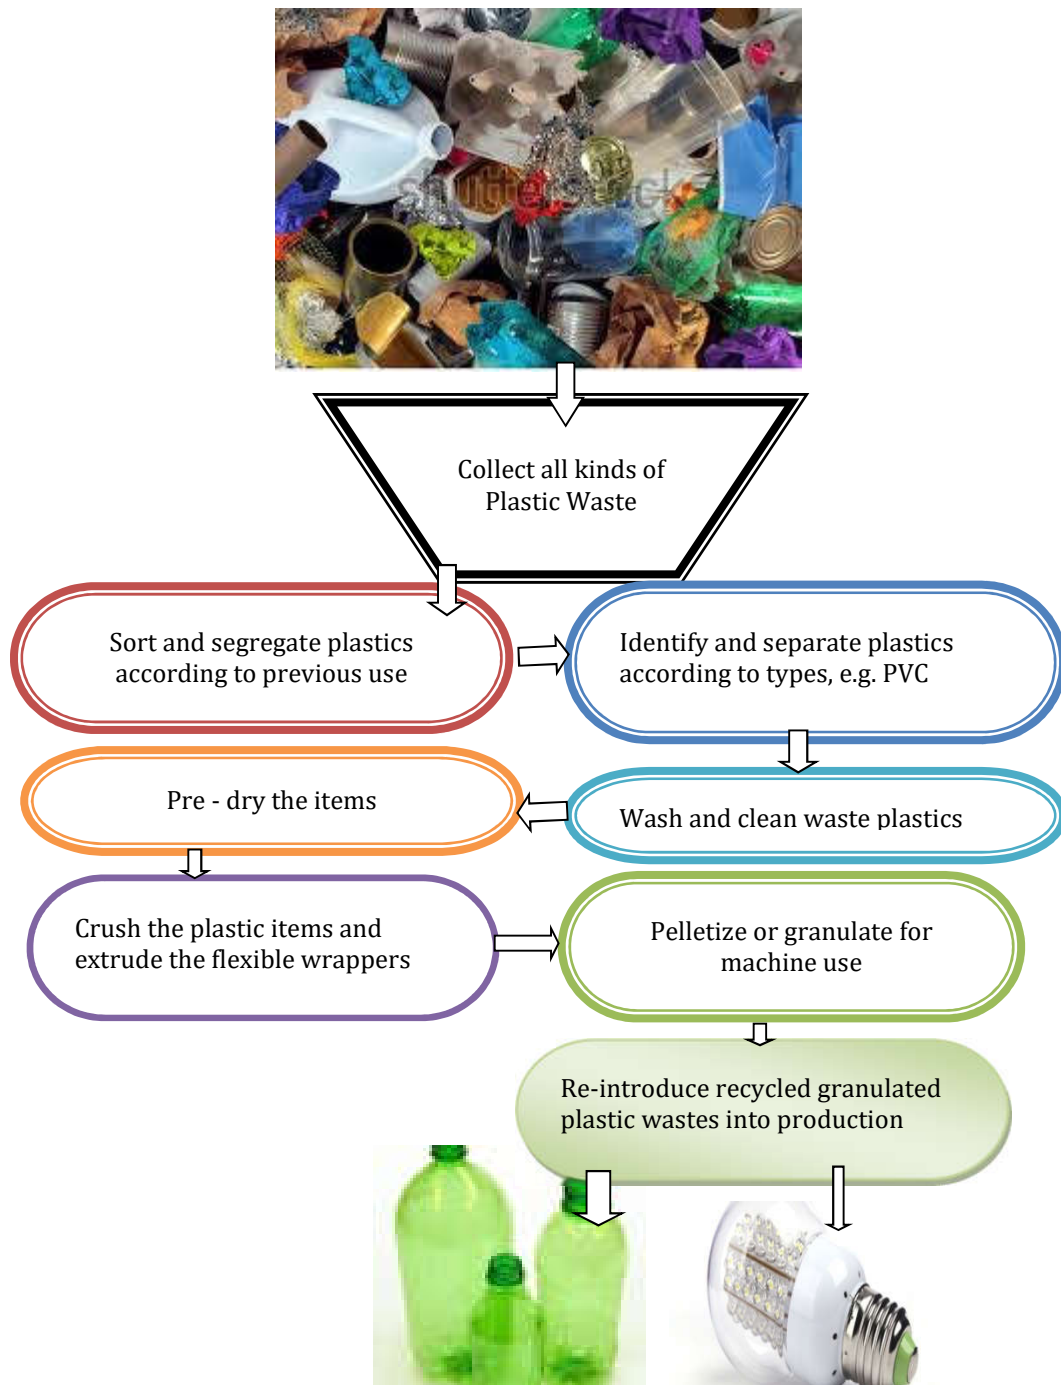 shutterstock
Collect all kinds of
Plastic Waste
Sort and segregate plastics
according to previous use
Identify and separate plastics
according to types, e.g. PVC
Wash and clean waste plastics
Pre - dry the items
Crush the plastic items and
extrude the flexible wrappers
Pelletize or granulate for
machine use
Re-introduce recycled granulated
plastic wastes into production